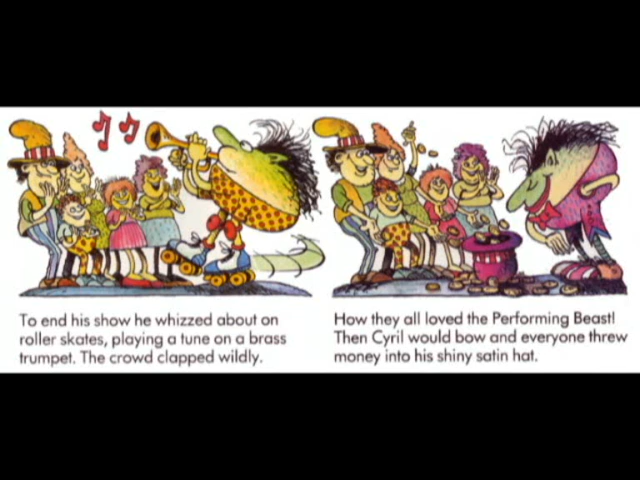 To end his show he whizzed about on
roller skates, playing a tune on a brass
trumpet. The crowd clapped wildly.
How they all loved the Performing Beast!
Then Cyril would bow and everyone threw
money into his shiny satin hat.